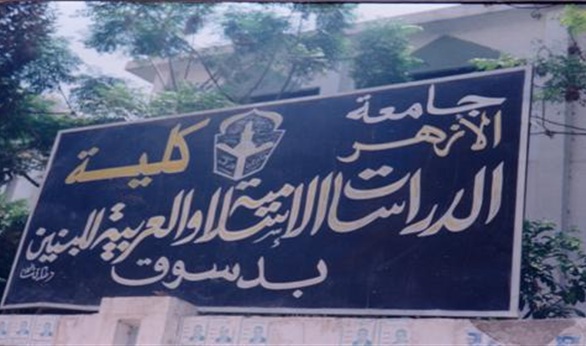 جامعة
الأزهر
كلية
الدراسات الإسلامية والعربية للبنين
بدسوق